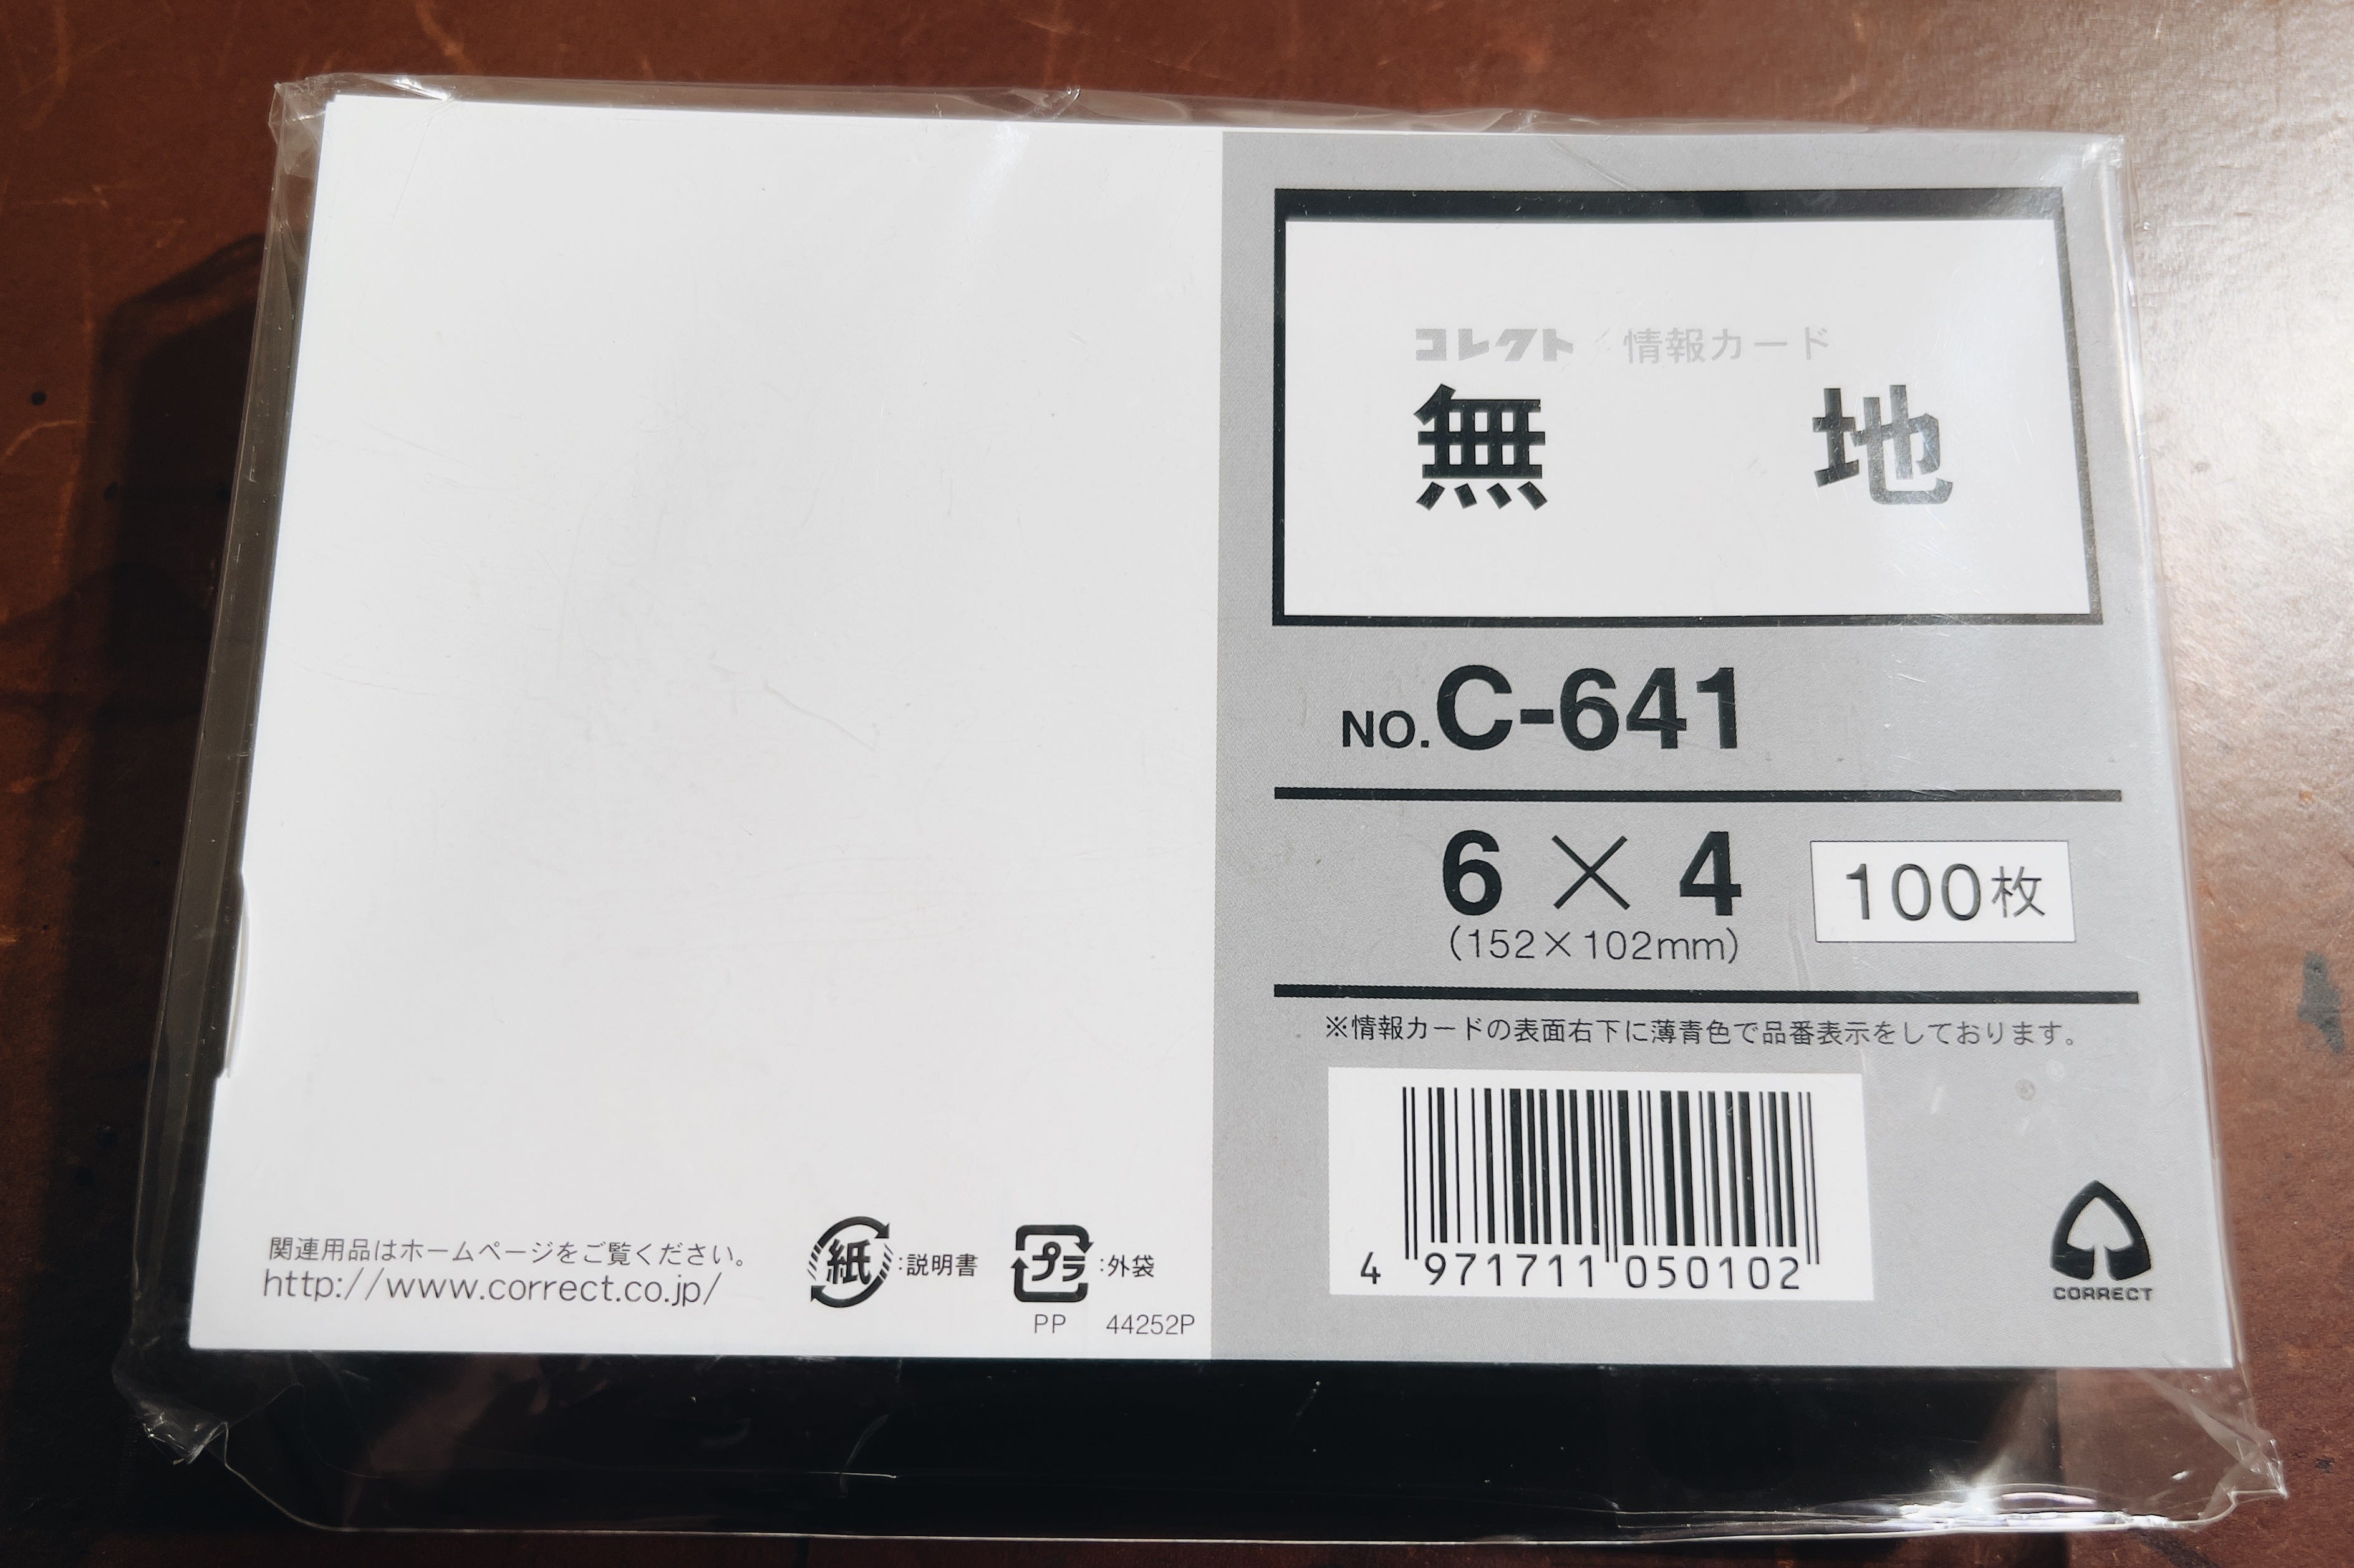 コレクト／情報カード
無 地
NO.C-641
6×4
(152×102mm)
100枚
※情報カードの表面右下に薄青色で品番表示をしております。
4 971711 050102
CORRECT
関連用品はホームページをご覧ください。
http://www.correct.co.jp/
紙:説明書
プラ:外袋
PP 44252P